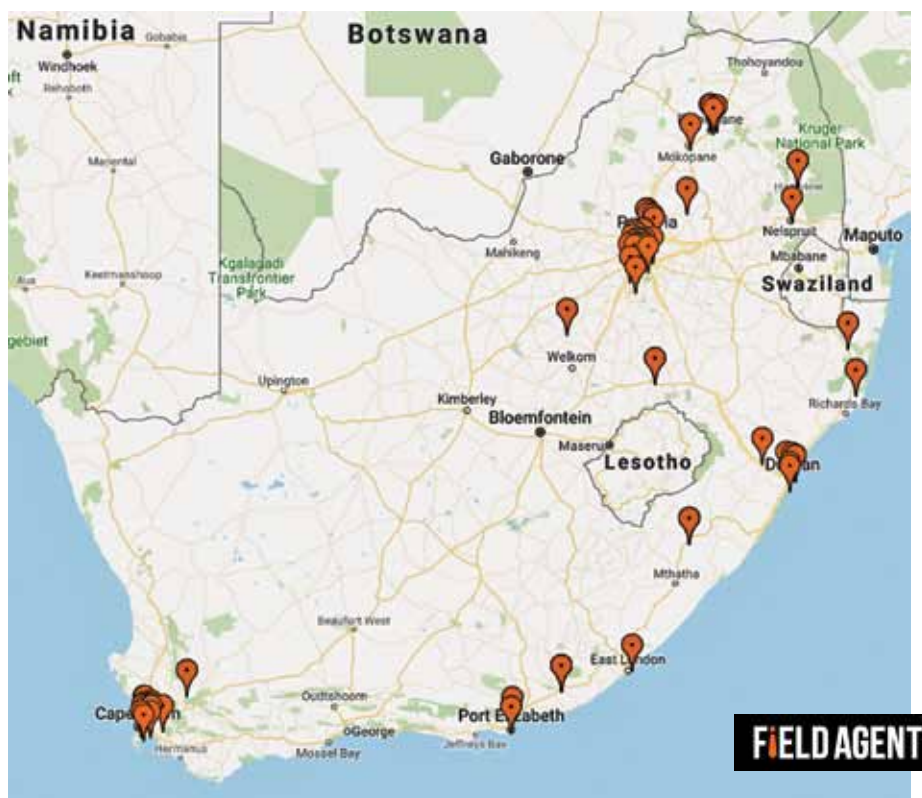 Namibia
Gobabis
Windhoek
Rehoboth
Botswana
Thohoyandou
Mariental
Gaborone
Mokopane
Kruger
National Park
Mahikeng
Nelspruit
Maputo
Mbabane
Swaziland
Aus
Keetmanshoop
Kgalagadi
Transfrontier
Park
Welkom
Upington
Kimberley
Bloemfontein
Maseru
Lesotho
Richards Bay
Mthatha
Beaufort West
East London
Oudtshoorn
George
Port Elizabeth
Hermanus
Mossel Bay
Jeffreys Bay
FiELD AGENT